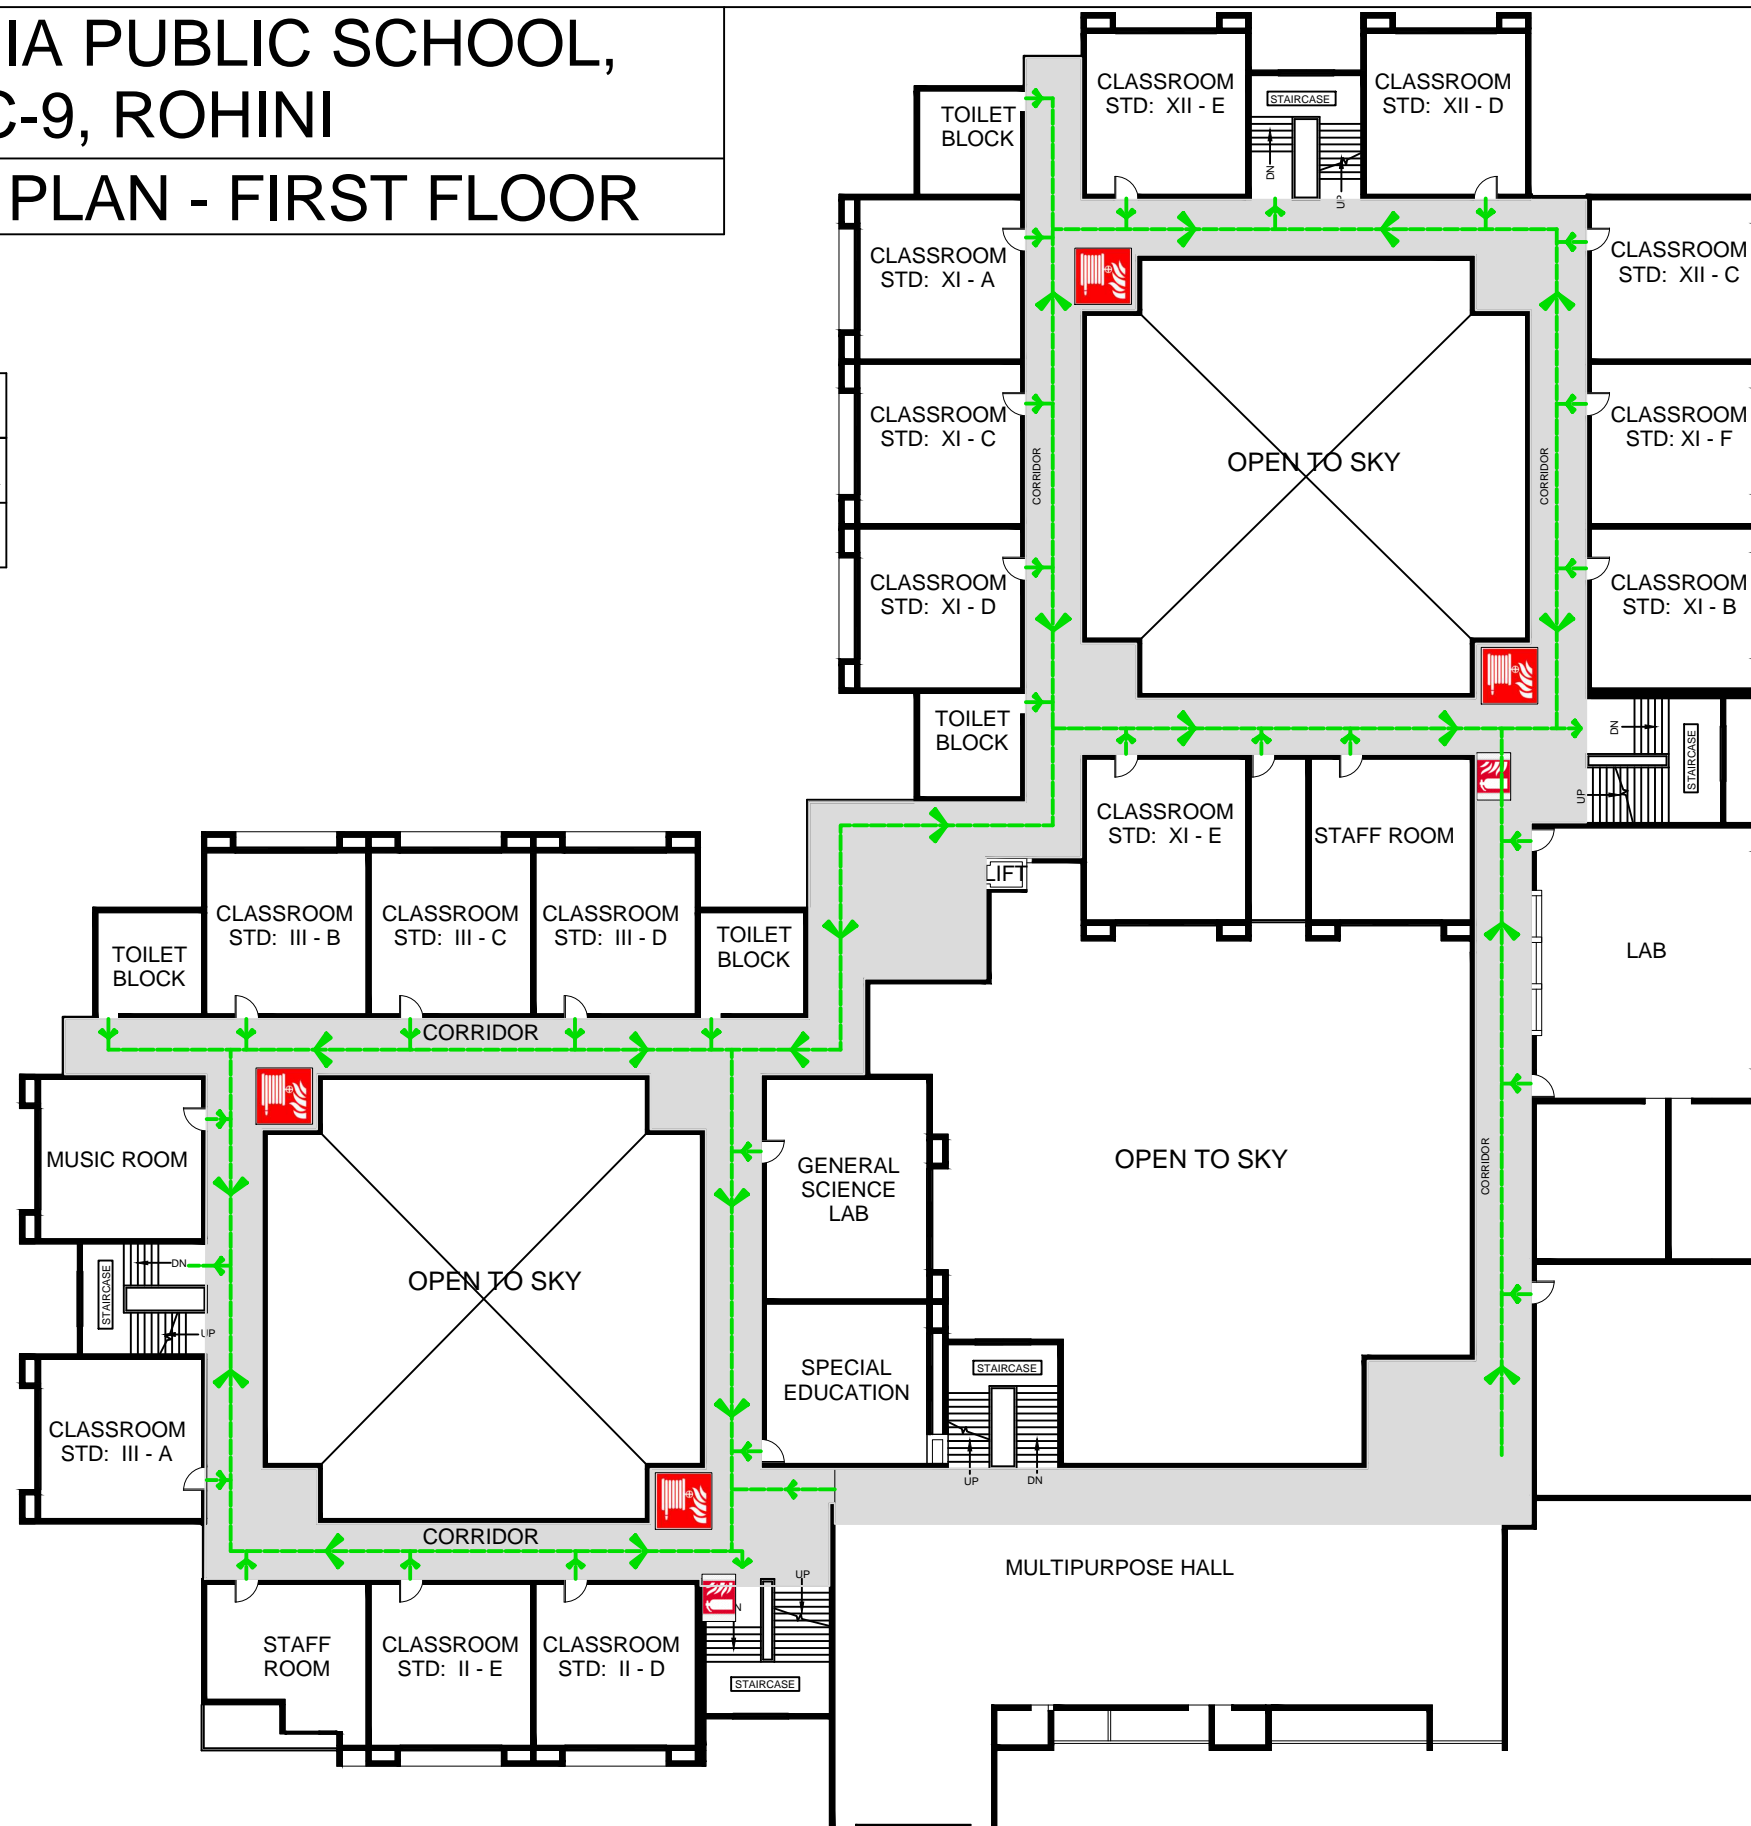 IA PUBLIC SCHOOL,
C-9, ROHINI
PLAN - FIRST FLOOR
TOILET
BLOCK
CLASSROOM
STD: XII - E
STAIRCASE
DN
UP
CLASSROOM
STD: XII - D
CLASSROOM
STD: XI - A
CLASSROOM
STD: XII - C
CLASSROOM
STD: XI - C
CORRIDOR
OPEN TO SKY
CORRIDOR
CLASSROOM
STD: XI - F
CLASSROOM
STD: XI - D
CLASSROOM
STD: XI - B
TOILET
BLOCK
DN
STAIRCASE
UP
CLASSROOM
STD: XI - E
STAFF ROOM
LIFT
LAB
TOILET
BLOCK
CLASSROOM
STD: III - B
CLASSROOM
STD: III - C
CLASSROOM
STD: III - D
TOILET
BLOCK
CORRIDOR
MUSIC ROOM
GENERAL
SCIENCE
LAB
OPEN TO SKY
CORRIDOR
DN
STAIRCASE
UP
OPEN TO SKY
SPECIAL
EDUCATION
STAIRCASE
UP
DN
CLASSROOM
STD: III - A
CORRIDOR
MULTIPURPOSE HALL
UP
N
STAFF
ROOM
CLASSROOM
STD: II - E
CLASSROOM
STD: II - D
STAIRCASE